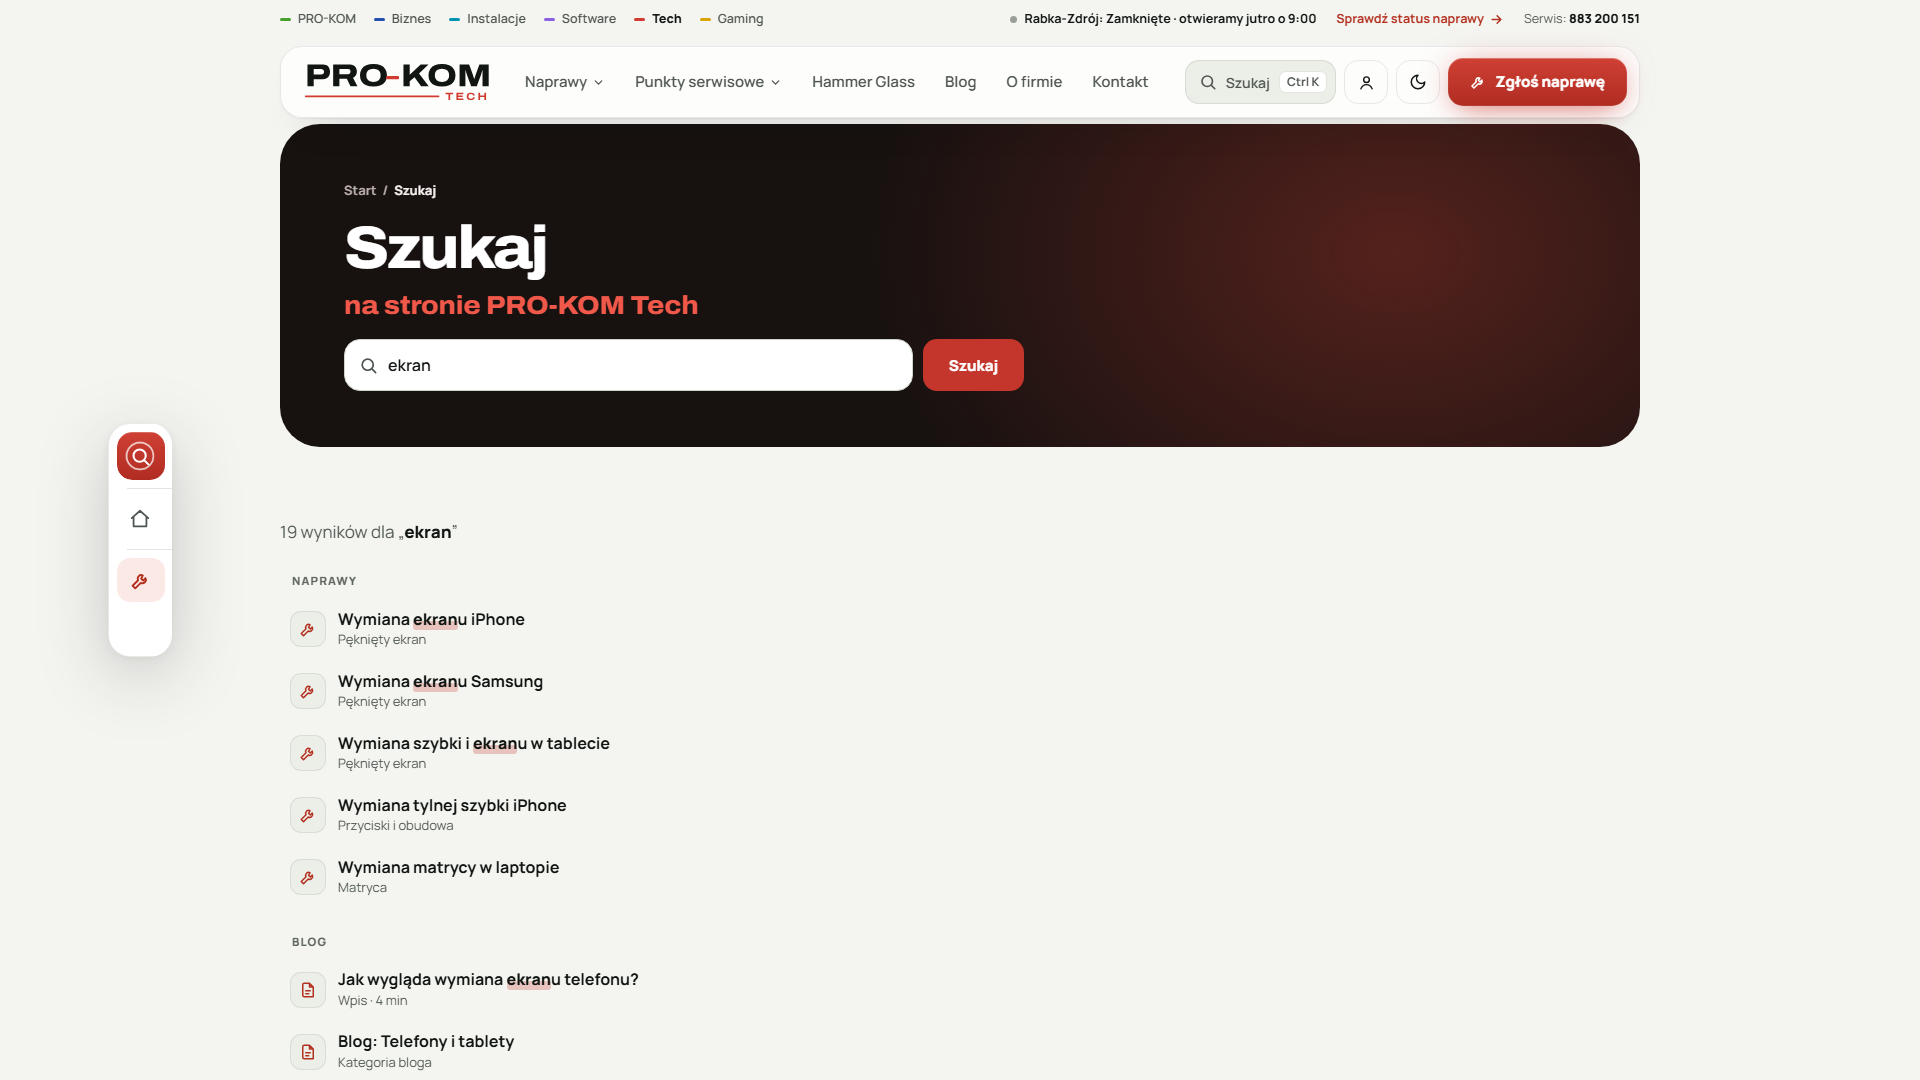 PRO-KOM Biznes Instalacje Software Tech Gaming Rabka-Zdrój: Zamknięte · otwieramy jutro o 9:00 Sprawdź status naprawy → Serwis: 883 200 151
PRO-KOM TECH Naprawy Punkty serwisowe Hammer Glass Blog O firmie Kontakt Szukaj Ctrl K Zgłoś naprawę
Start / Szukaj
Szukaj
na stronie PRO-KOM Tech
ekran Szukaj
19 wyników dla „ekran”
NAPRAWY
Wymiana ekranu iPhone
Pęknięty ekran
Wymiana ekranu Samsung
Pęknięty ekran
Wymiana szybki i ekranu w tablecie
Pęknięty ekran
Wymiana tylnej szybki iPhone
Przyciski i obudowa
Wymiana matrycy w laptopie
Matryca
BLOG
Jak wygląda wymiana ekranu telefonu?
Wpis · 4 min
Blog: Telefony i tablety
Kategoria bloga